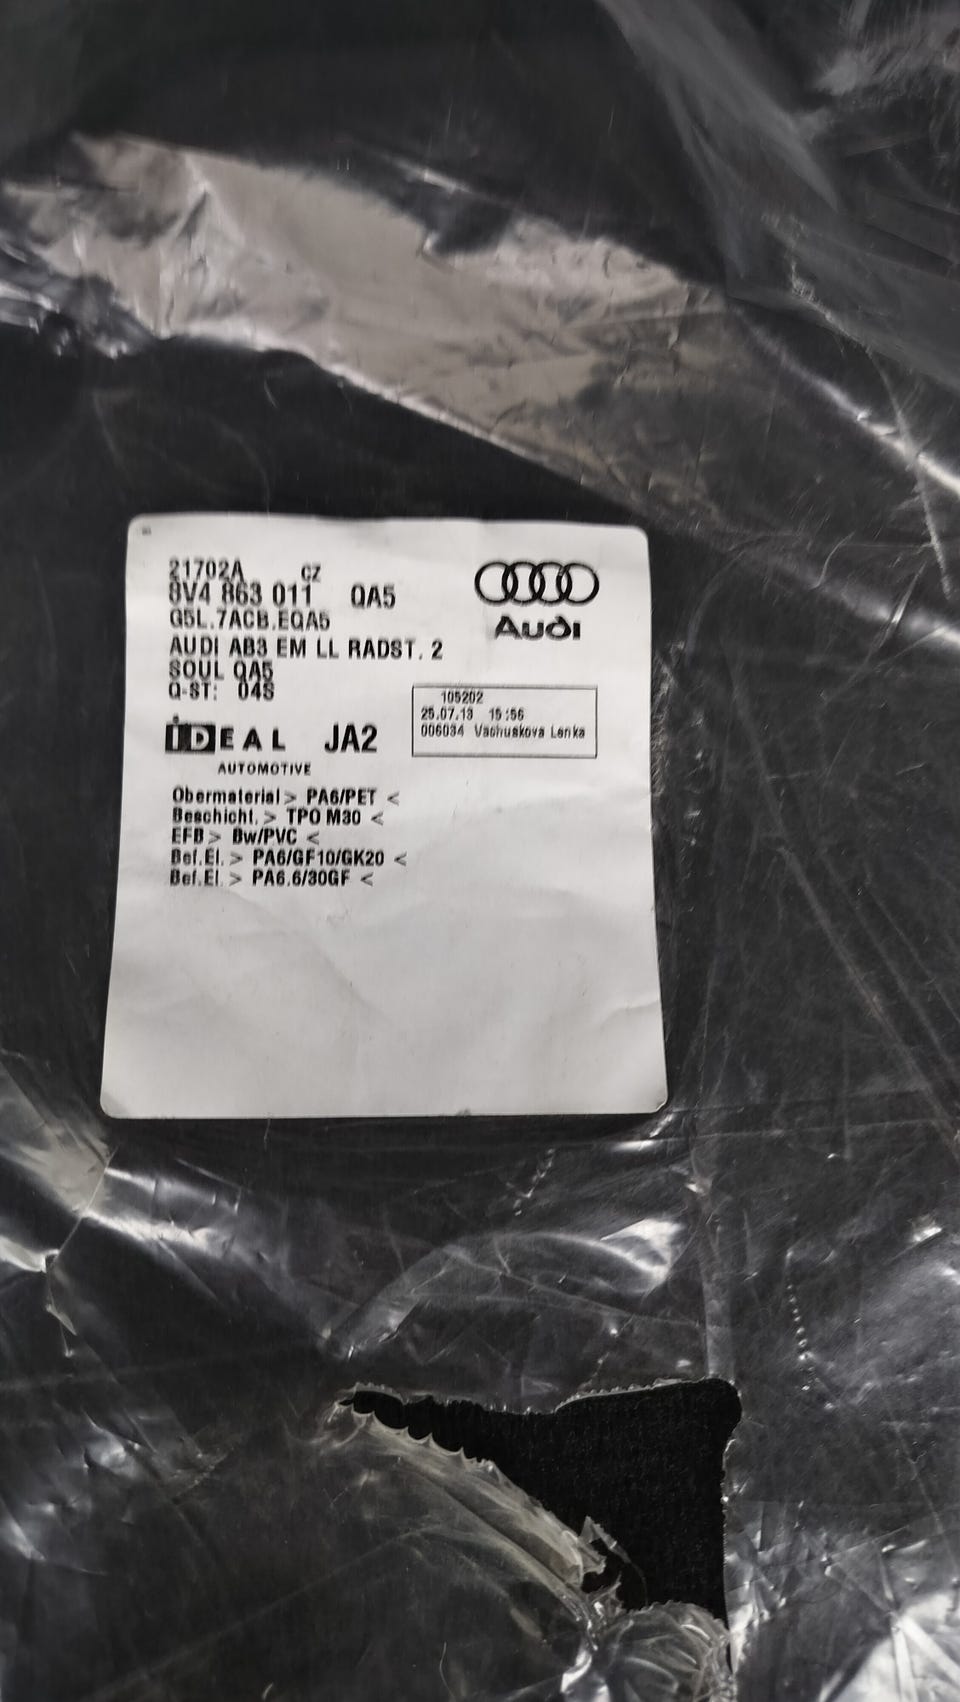 21702A CZ
8V4 863 011 QA5
G5L.7ACB.EQA5
AUDI AB3 EM LL RADST. 2
SOUL QA5
Q-ST: 04S
Audi
105202
25.07.13 15:56
006034 Vachuskova Lenka
IDEAL JA2
AUTOMOTIVE
Obermaterial > PA6/PET <
Beschicht. > TPO M30 <
EFB > Bw/PVC <
Bef.El. > PA6/GF10/GK20 <
Bef.El. > PA6.6/30GF <